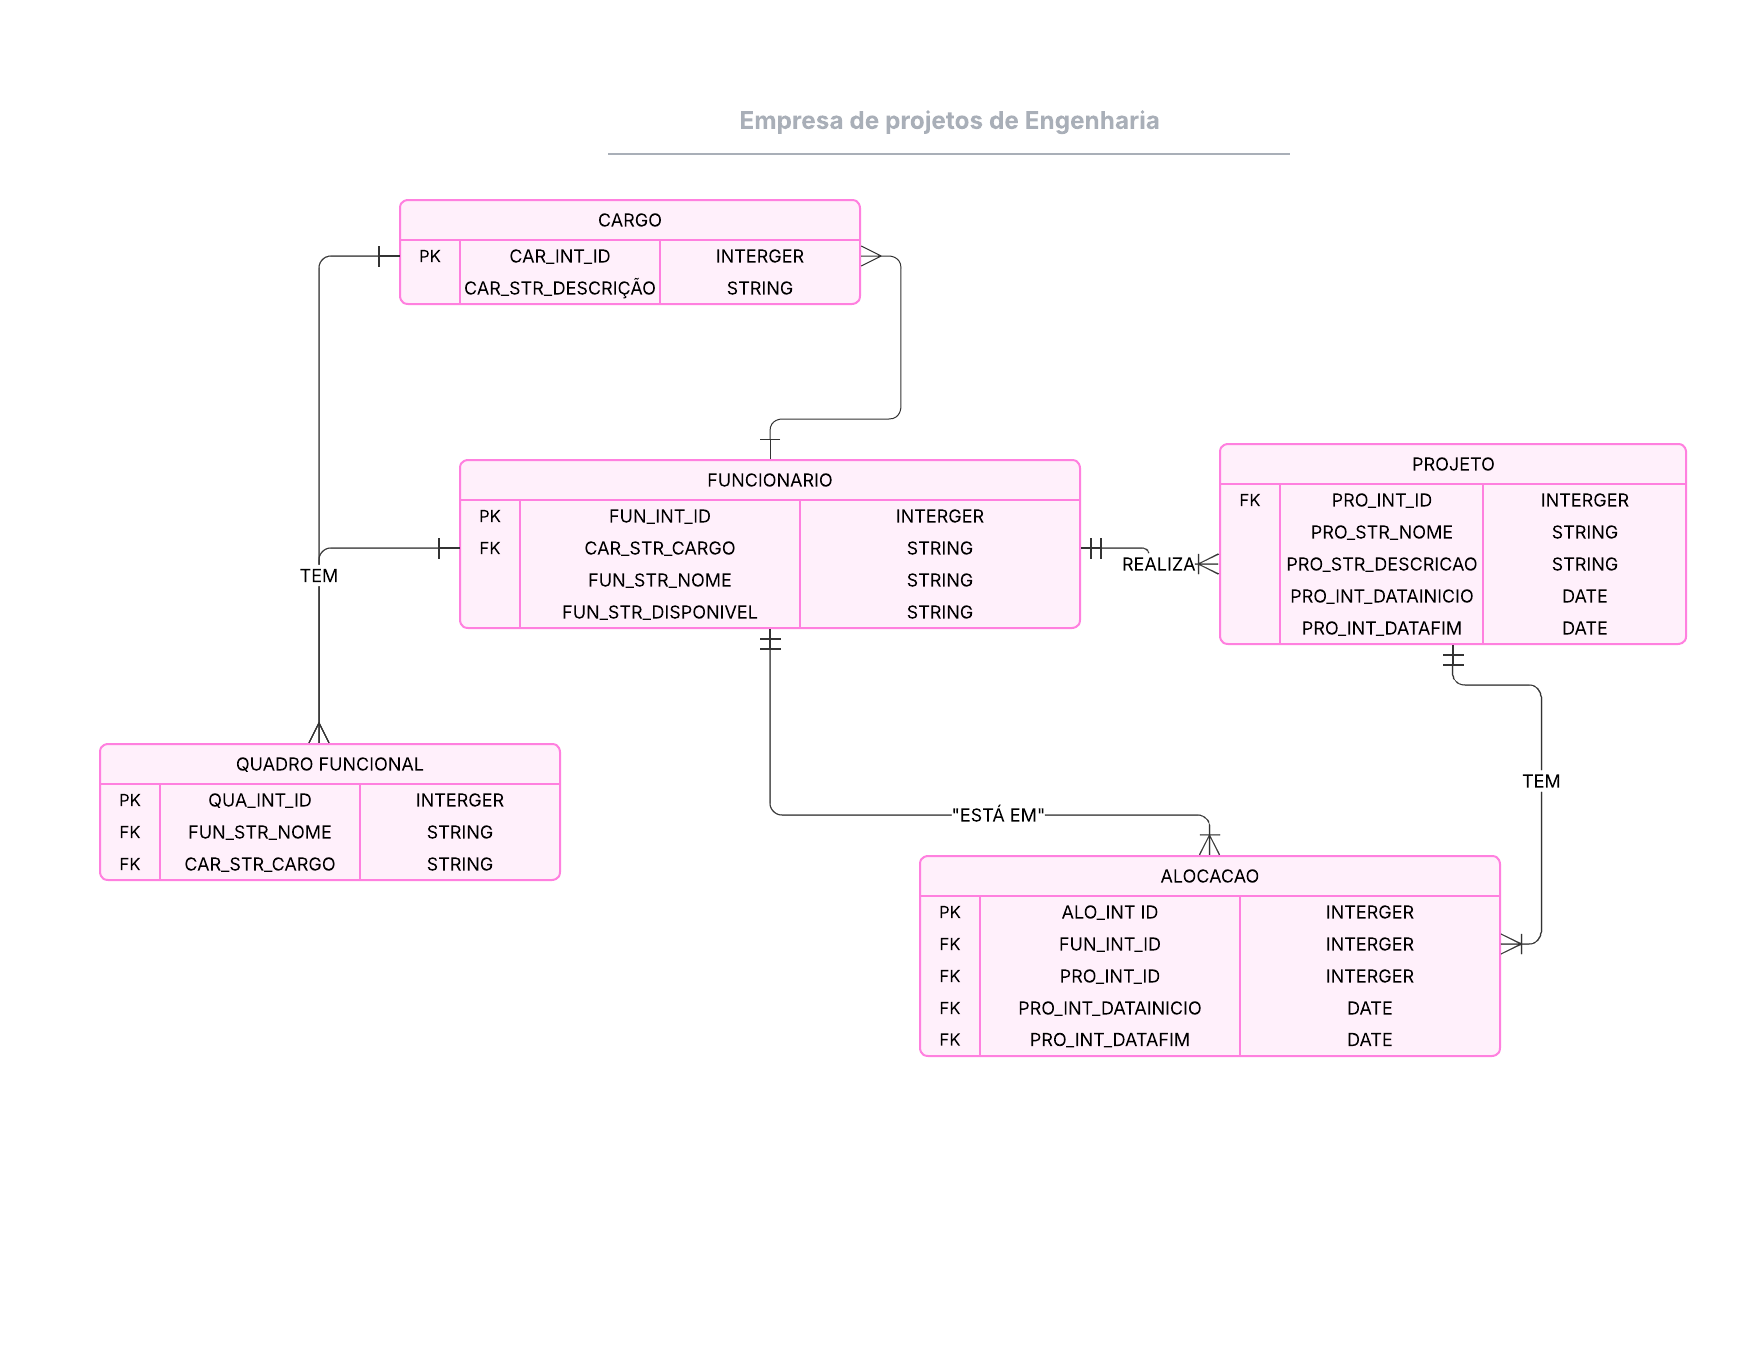 Empresa de projetos de Engenharia
CARGO
PK CAR_INT_ID INTERGER
CAR_STR_DESCRIÇÃO STRING
FUNCIONARIO
PK FUN_INT_ID INTERGER
FK CAR_STR_CARGO STRING
FUN_STR_NOME STRING
FUN_STR_DISPONIVEL STRING
REALIZA
PROJETO
FK PRO_INT_ID INTERGER
PRO_STR_NOME STRING
PRO_STR_DESCRICAO STRING
PRO_INT_DATAINICIO DATE
PRO_INT_DATAFIM DATE
TEM
QUADRO FUNCIONAL
PK QUA_INT_ID INTERGER
FK FUN_STR_NOME STRING
FK CAR_STR_CARGO STRING
"ESTÁ EM"
TEM
ALOCACAO
PK ALO_INT ID INTERGER
FK FUN_INT_ID INTERGER
FK PRO_INT_ID INTERGER
FK PRO_INT_DATAINICIO DATE
FK PRO_INT_DATAFIM DATE